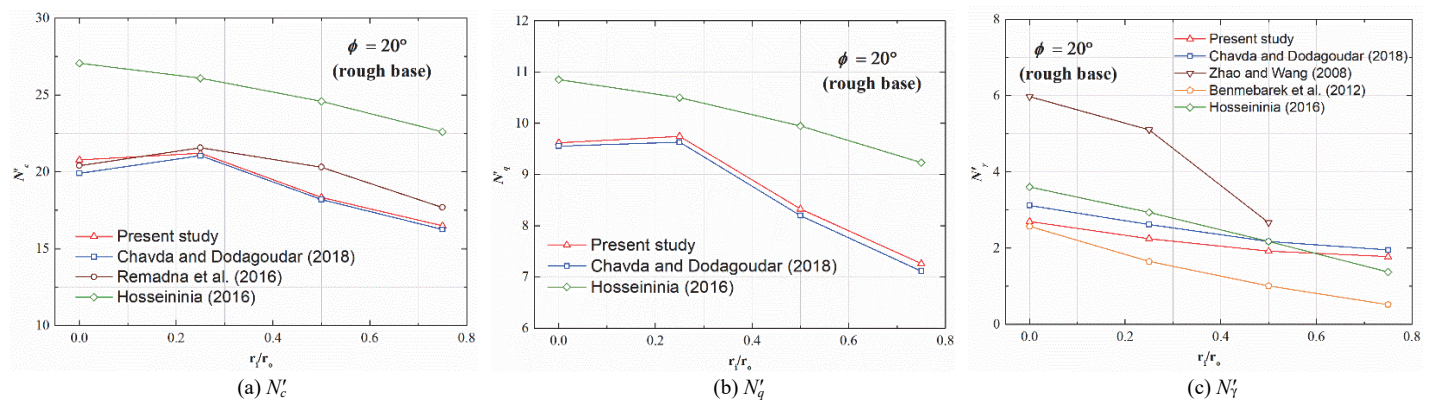 30
25
20
15
10
N'c
ϕ = 20°
(rough base)
Present study
Chavda and Dodagoudar (2018)
Remadna et al. (2016)
Hosseininia (2016)
0.0 0.2 0.4 0.6 0.8
ri/ro
(a) N′c
12
11
10
9
8
7
6
N'q
ϕ = 20°
(rough base)
Present study
Chavda and Dodagoudar (2018)
Hosseininia (2016)
0.0 0.2 0.4 0.6 0.8
ri/ro
(b) N′q
8
6
4
2
0
N'γ
ϕ = 20°
(rough base)
Present study
Chavda and Dodagoudar (2018)
Zhao and Wang (2008)
Benmebarek et al. (2012)
Hosseininia (2016)
0.0 0.2 0.4 0.6 0.8
ri/ro
(c) N′γ